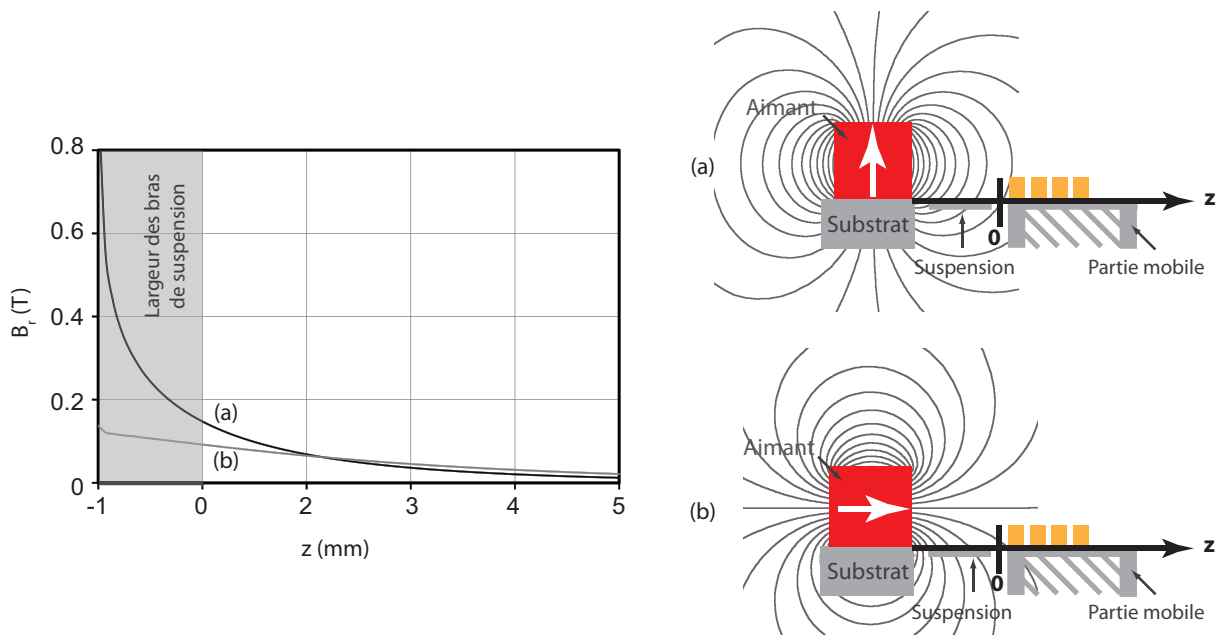 0.8
0.6
0.4
0.2
0
B_r (T)
-1
0
2
3
4
5
z (mm)
Largeur des bras
de suspension
(a)
(b)
(a)
Aimant
Substrat
Suspension
0
z
Partie mobile
(b)
Aimant
Substrat
Suspension
0
z
Partie mobile